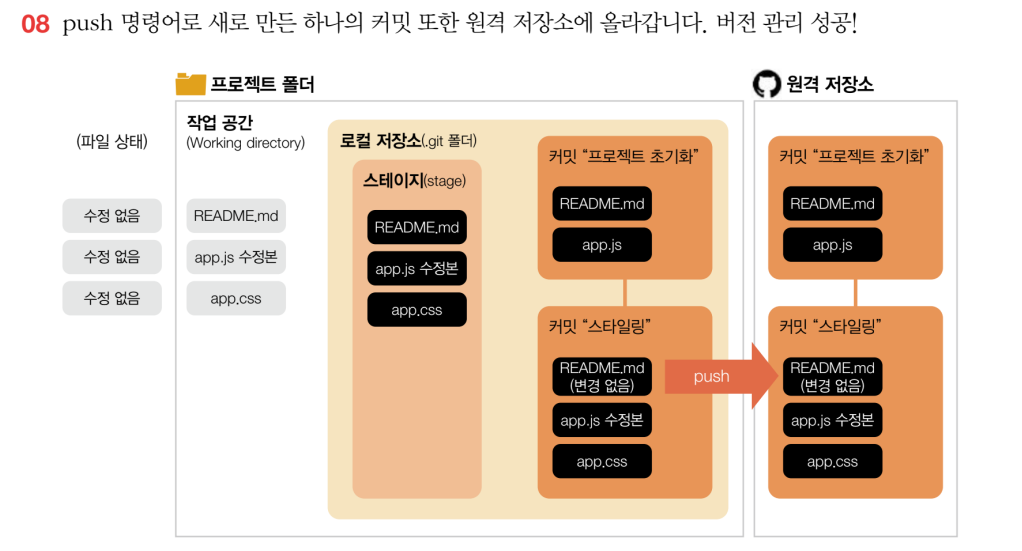 08 push 명령어로 새로 만든 하나의 커밋 또한 원격 저장소에 올라갑니다. 버전 관리 성공!
프로젝트 폴더
(파일 상태)
수정 없음
수정 없음
수정 없음
작업 공간
(Working directory)
README.md
app.js 수정본
app.css
로컬 저장소(.git 폴더)
스테이지(stage)
README.md
app.js 수정본
app.css
커밋 “프로젝트 초기화”
README.md
app.js
커밋 “스타일링”
README.md
(변경 없음)
app.js 수정본
app.css
push
원격 저장소
커밋 “프로젝트 초기화”
README.md
app.js
커밋 “스타일링”
README.md
(변경 없음)
app.js 수정본
app.css